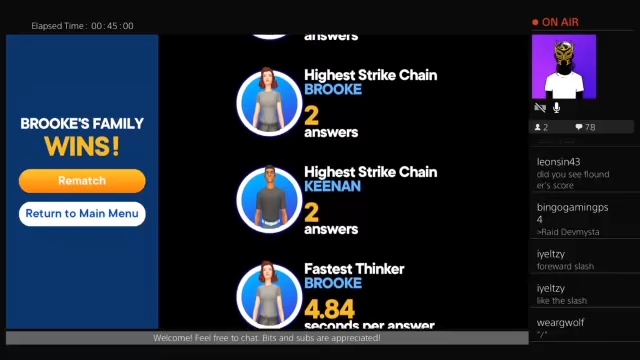 Elapsed Time : 00:45:00
ON AIR
answers
Highest Strike Chain
BROOKE
2
answers
BROOKE'S FAMILY
WINS!
Rematch
Return to Main Menu
Highest Strike Chain
KEENAN
2
answers
Fastest Thinker
BROOKE
4.84
seconds per answer
Welcome! Feel free to chat. Bits and subs are appreciated!
2
78
leonsin43
did you see flound
er's score
bingogamingps
4
>Raid Devmysta
iyeltzy
foreward slash
iyeltzy
like the slash
weargwolf
"/"